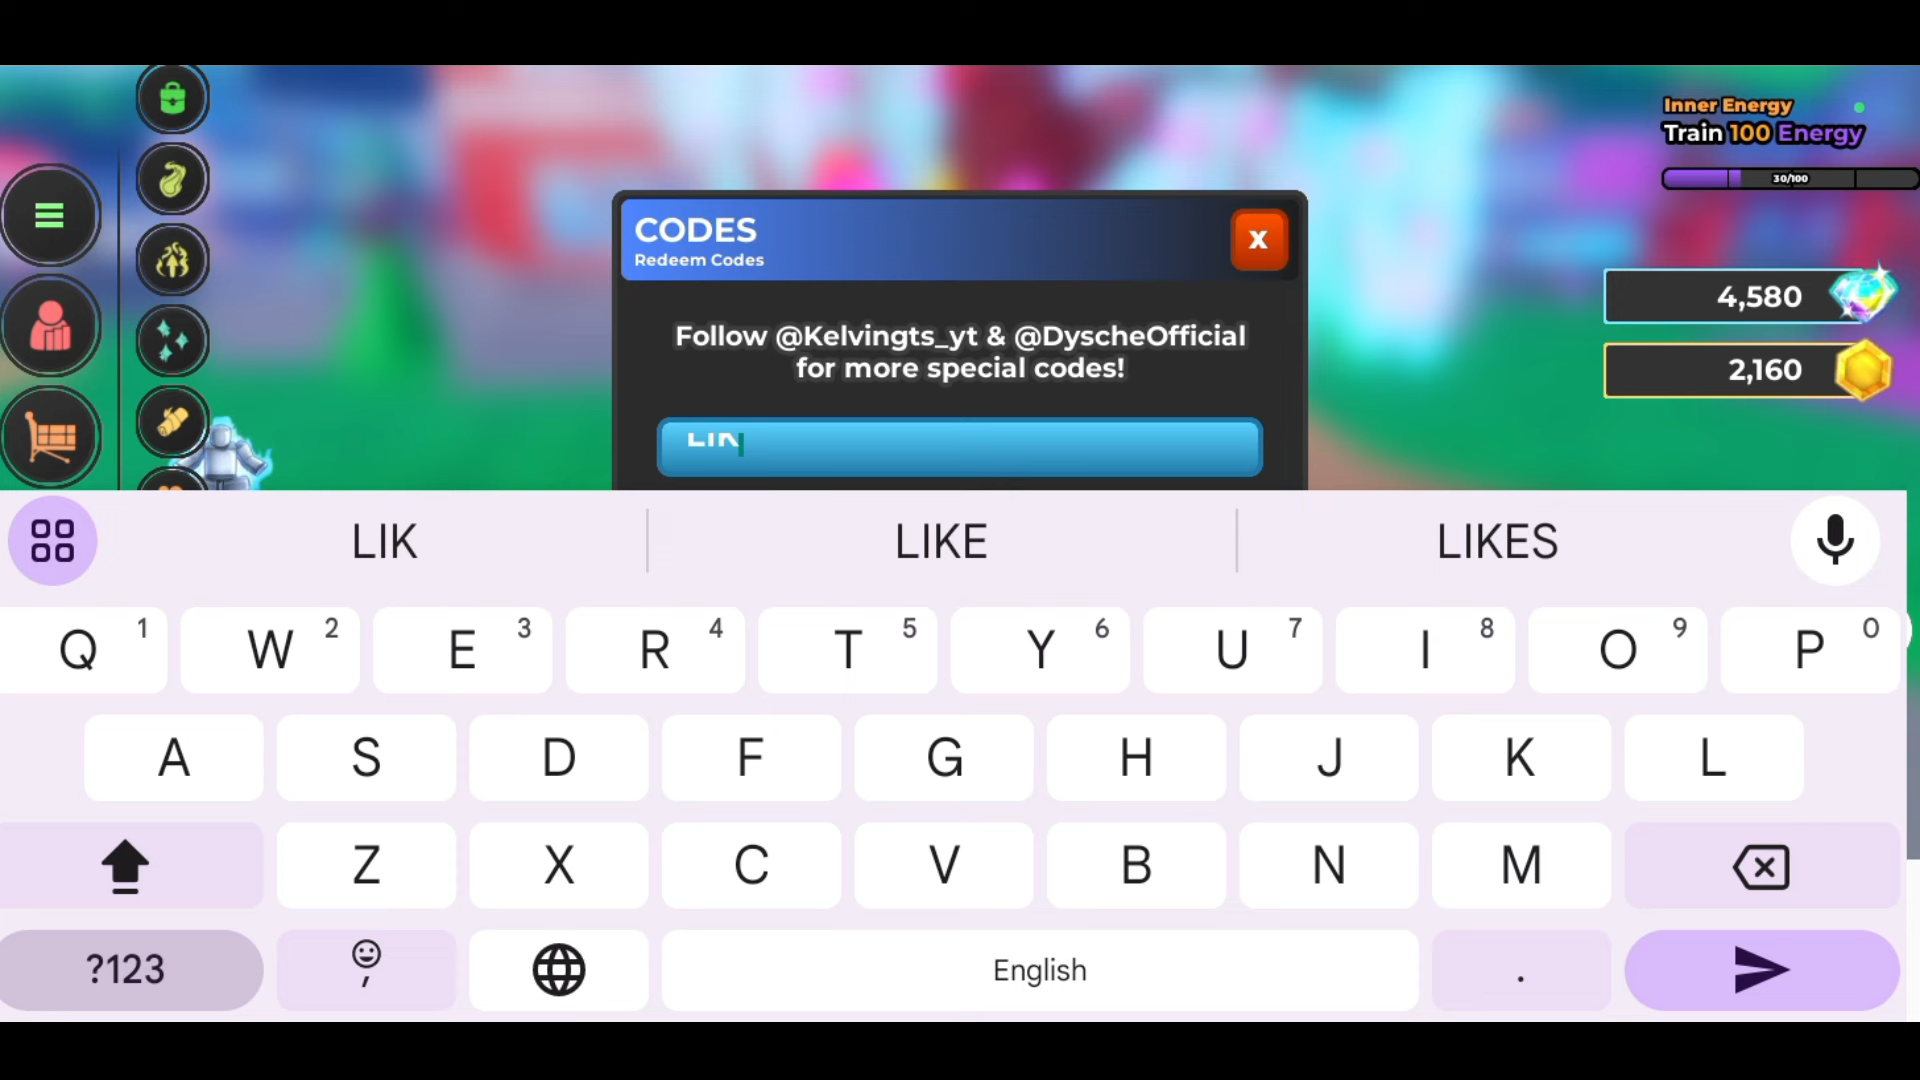 Inner Energy
Train 100 Energy
30/100
CODES
Redeem Codes
X
4,580
Follow @Kelvingts_yt & @DyscheOfficial
for more special codes!
2,160
LIK
LIK
LIKE
LIKES
Q 1 W 2 E 3 R 4 T 5 Y 6 U 7 I 8 O 9 P 0
A S D F G H J K L
Z X C V B N M
?123 , English .